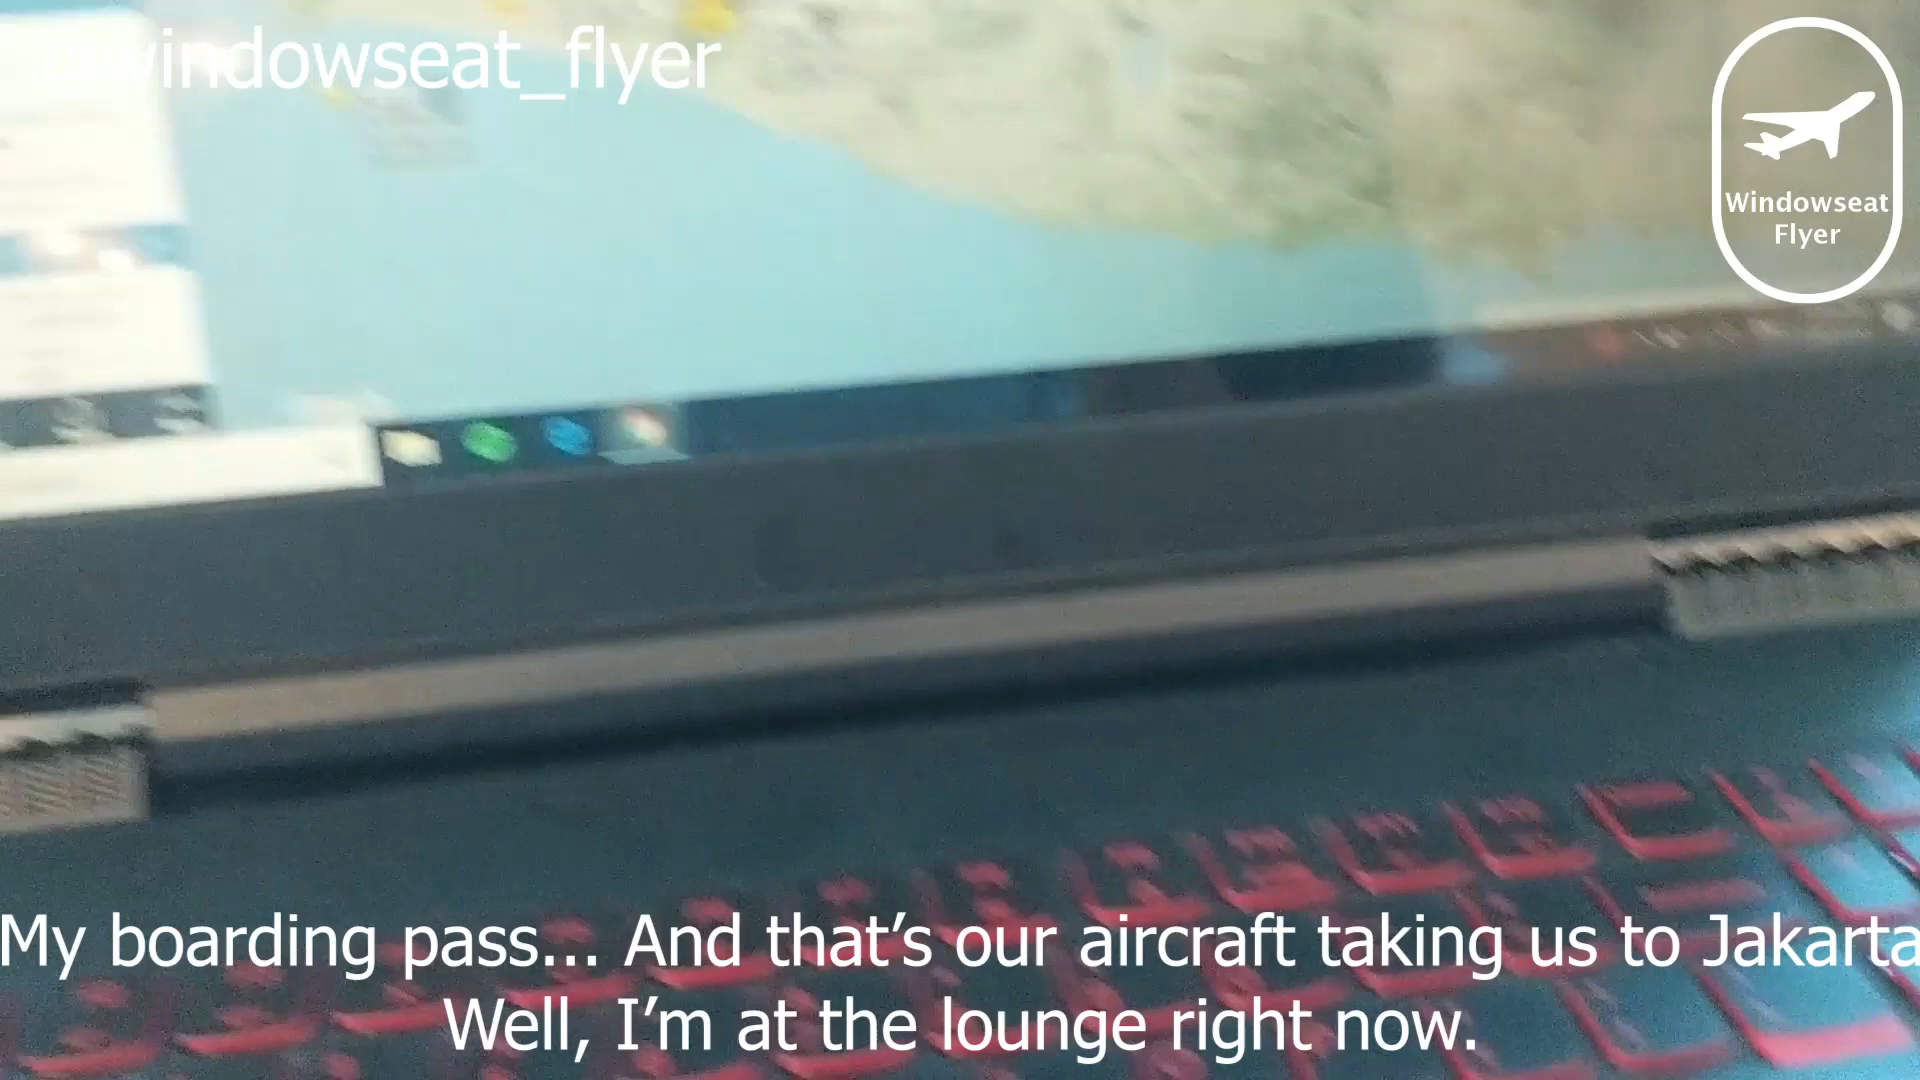 @windowseat_flyer
Windowseat
Flyer
My boarding pass... And that's our aircraft taking us to Jakarta
Well, I'm at the lounge right now.